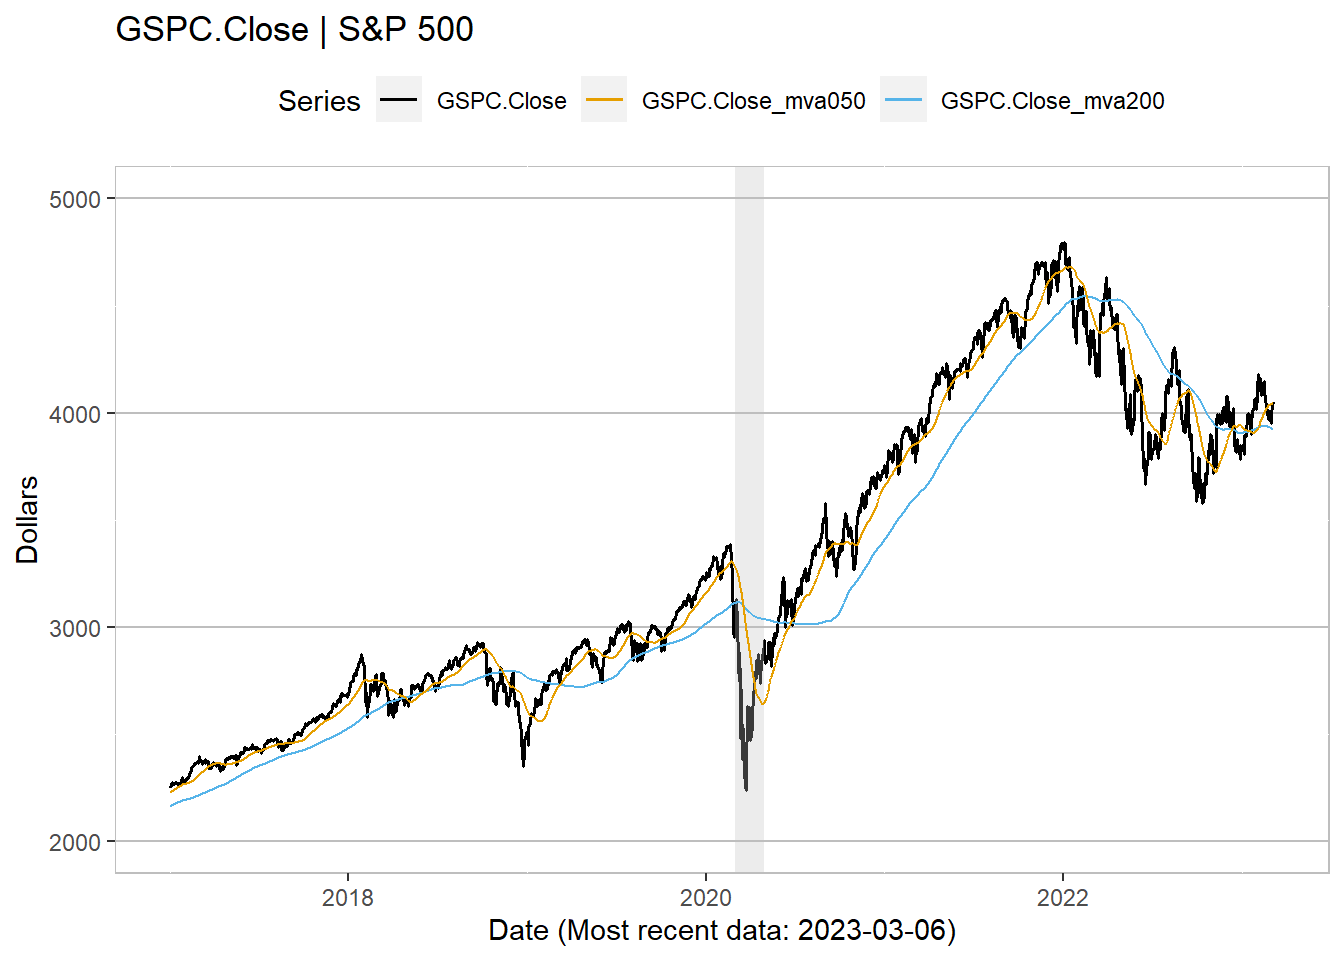 GSPC.Close | S&P 500
Series GSPC.Close GSPC.Close_mva050 GSPC.Close_mva200
5000
4000
3000
2000
Dollars
2018 2020 2022
Date (Most recent data: 2023-03-06)